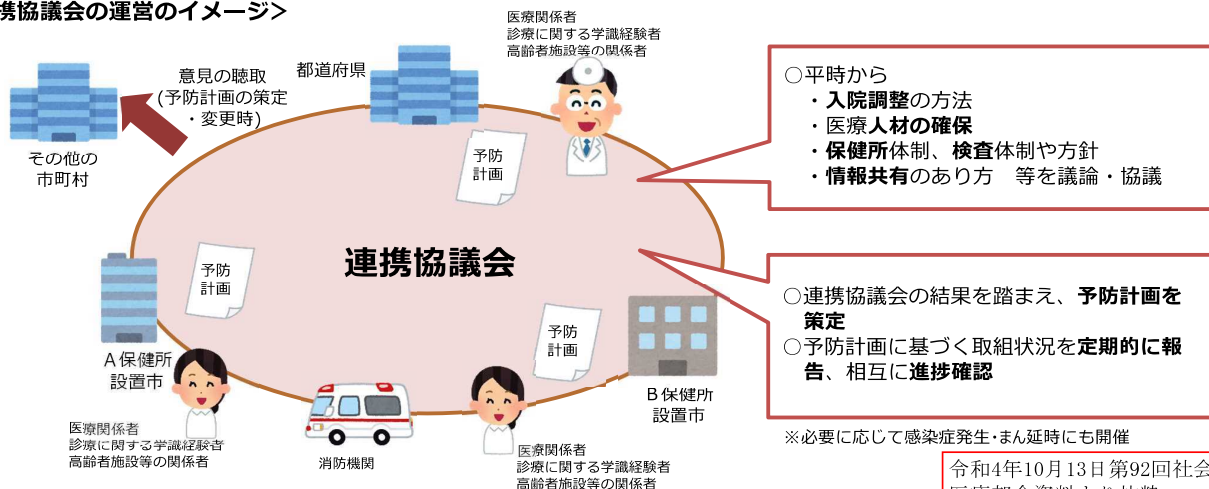 携協議会の運営のイメージ>
医療関係者
診療に関する学識経験者
高齢者施設等の関係者
都道府県
意見の聴取
(予防計画の策定
・変更時)
その他の
市町村
予防
計画
○平時から
・入院調整の方法
・医療人材の確保
・保健所体制、検査体制や方針
・情報共有のあり方　等を議論・協議
連携協議会
予防
計画
予防
計画
○連携協議会の結果を踏まえ、予防計画を
策定
○予防計画に基づく取組状況を定期的に報
告、相互に進捗確認
A保健所
設置市
B保健所
設置市
医療関係者
診療に関する学識経験者
高齢者施設等の関係者
消防機関
医療関係者
診療に関する学識経験者
高齢者施設等の関係者
※必要に応じて感染症発生・まん延時にも開催
令和4年10月13日第92回社会